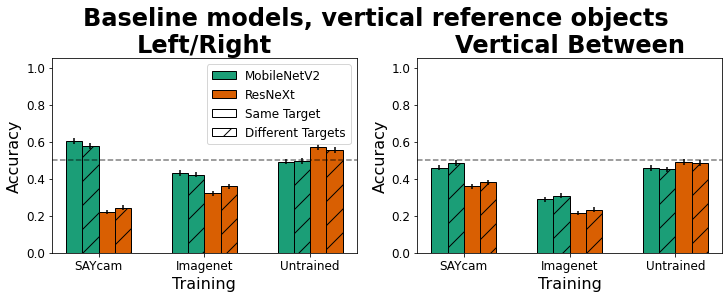 Baseline models, vertical reference objects
Left/Right
1.0
0.8
0.6
0.4
0.2
0.0
Accuracy
MobileNetV2
ResNeXt
Same Target
Different Targets
SAYcam
Imagenet
Untrained
Training
Vertical Between
1.0
0.8
0.6
0.4
0.2
0.0
Accuracy
SAYcam
Imagenet
Untrained
Training